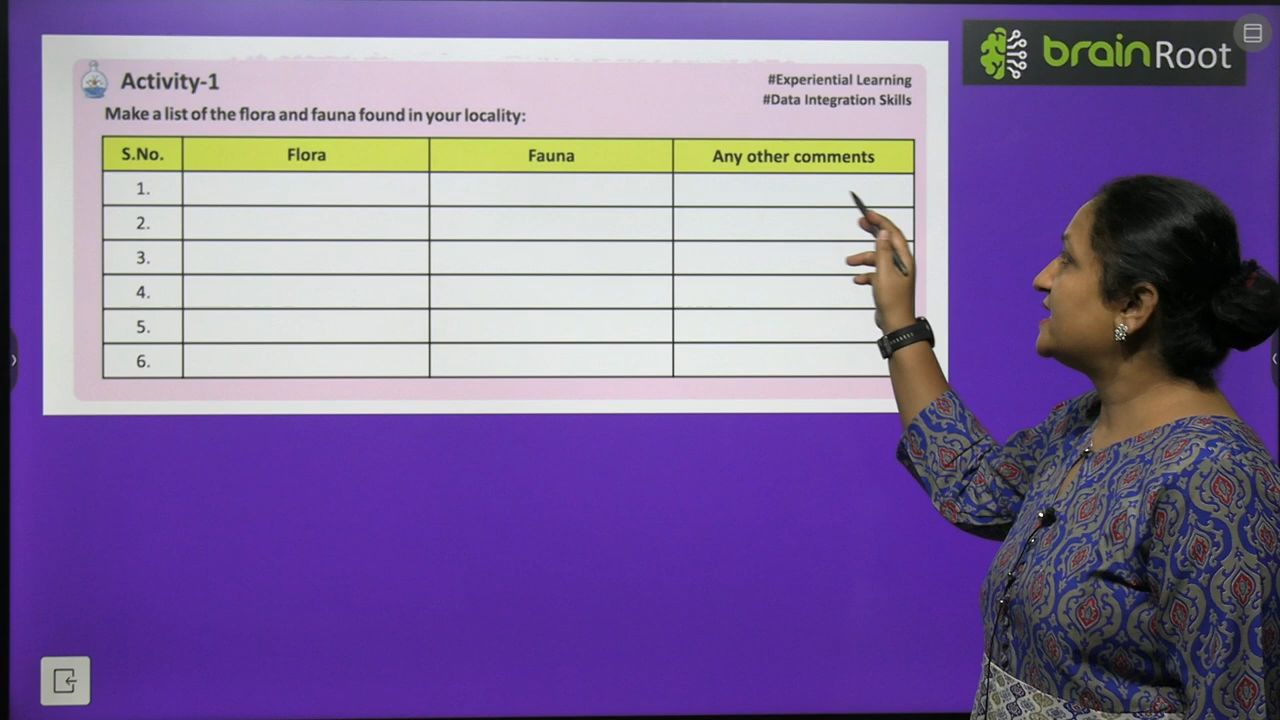 brainRoot
Activity-1
#Experiential Learning
#Data Integration Skills
Make a list of the flora and fauna found in your locality:
S.No. Flora Fauna Any other comments
1.
2.
3.
4.
5.
6.